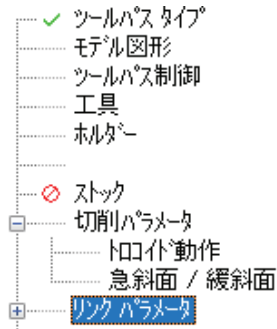 ツールパス タイプ
モデル図形
ツールパス制御
工具
ホルダー
ストック
切削パラメータ
トロコイド動作
急斜面 / 緩斜面
リンク パラメータ